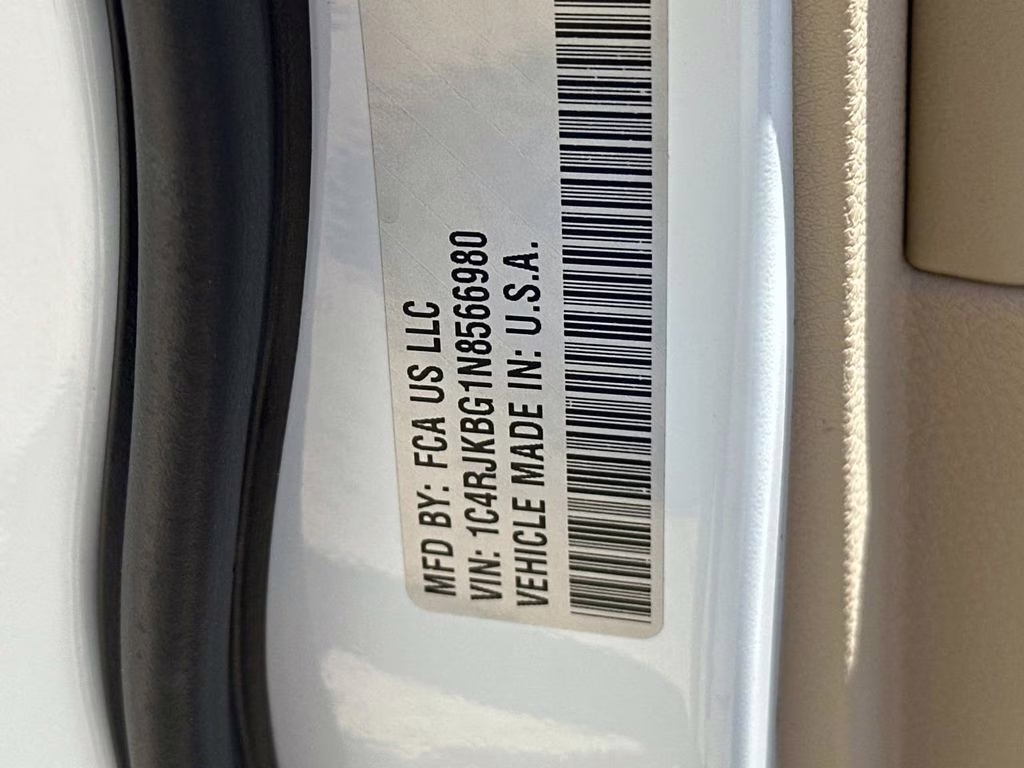 MFD BY: FCA US LLC
VIN: 1C4RJKBG1N8566980
VEHICLE MADE IN: U.S.A.